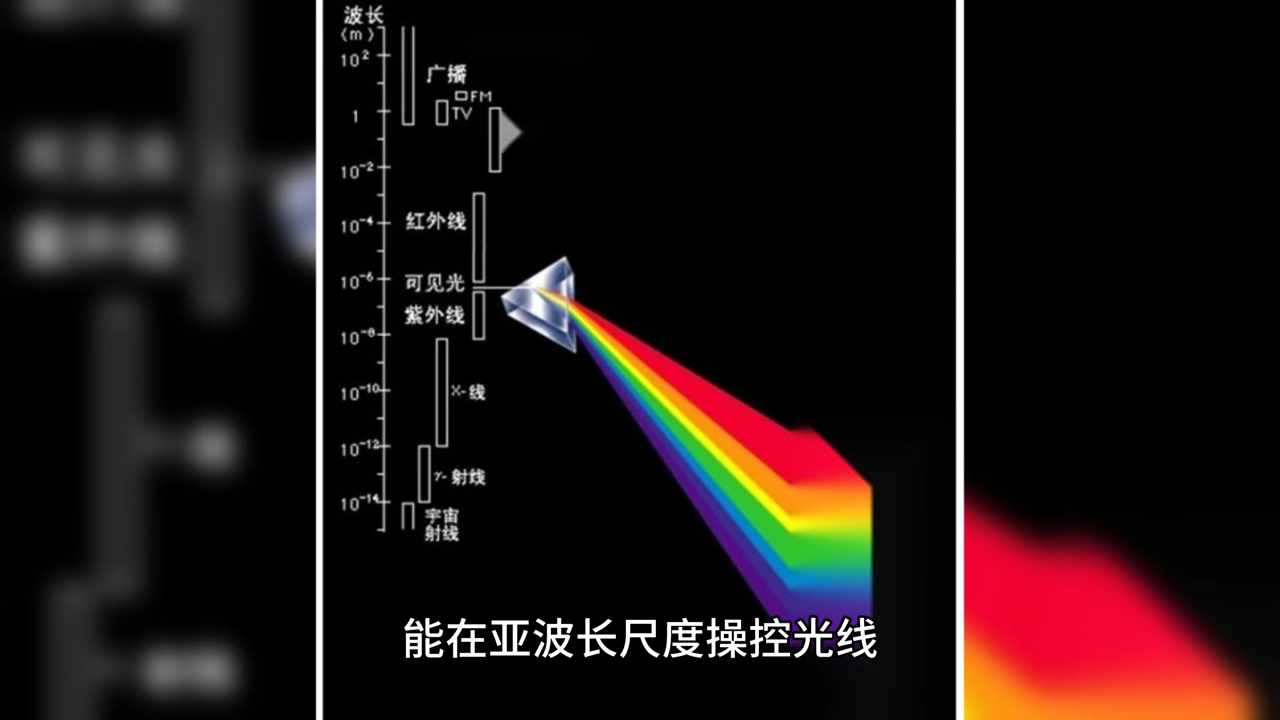 波长
(m)
10²
广播
FM
TV
1
10⁻²
红外线
10⁻⁴
可见光
10⁻⁶
紫外线
10⁻⁸
X-线
10⁻¹⁰
10⁻¹²
γ-射线
10⁻¹⁴
宇宙
射线
能在亚波长尺度操控光线